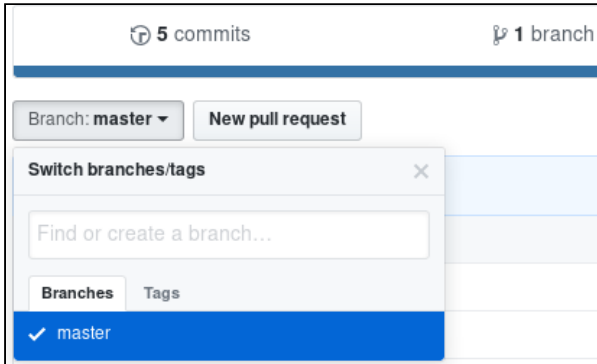 5 commits 1 branch
Branch: master New pull request
Switch branches/tags
Find or create a branch...
Branches Tags
master